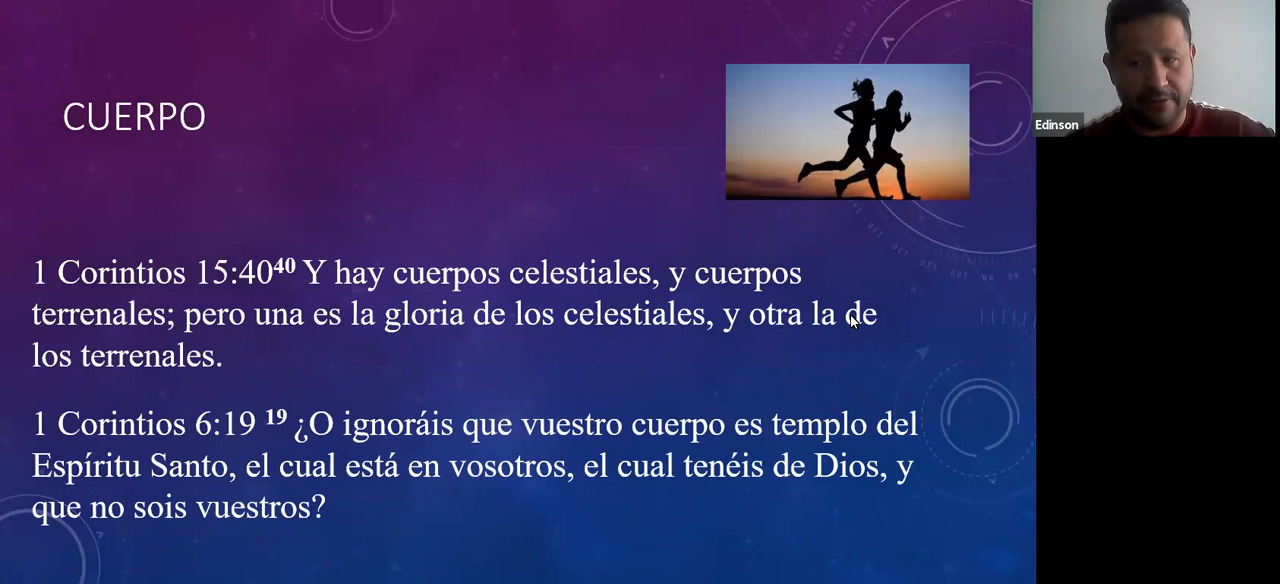 CUERPO
Edinson
1 Corintios 15:40⁴⁰ Y hay cuerpos celestiales, y cuerpos
terrenales; pero una es la gloria de los celestiales, y otra la de
los terrenales.
1 Corintios 6:19 ¹⁹ ¿O ignoráis que vuestro cuerpo es templo del
Espíritu Santo, el cual está en vosotros, el cual tenéis de Dios, y
que no sois vuestros?